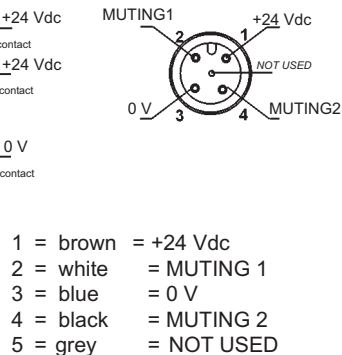 +24 Vdc
contact
+24 Vdc
contact
0 V
contact
MUTING1
+24 Vdc
2
1
NOT USED
0 V
MUTING2
3
4
1 = brown = +24 Vdc
2 = white = MUTING 1
3 = blue = 0 V
4 = black = MUTING 2
5 = grey = NOT USED